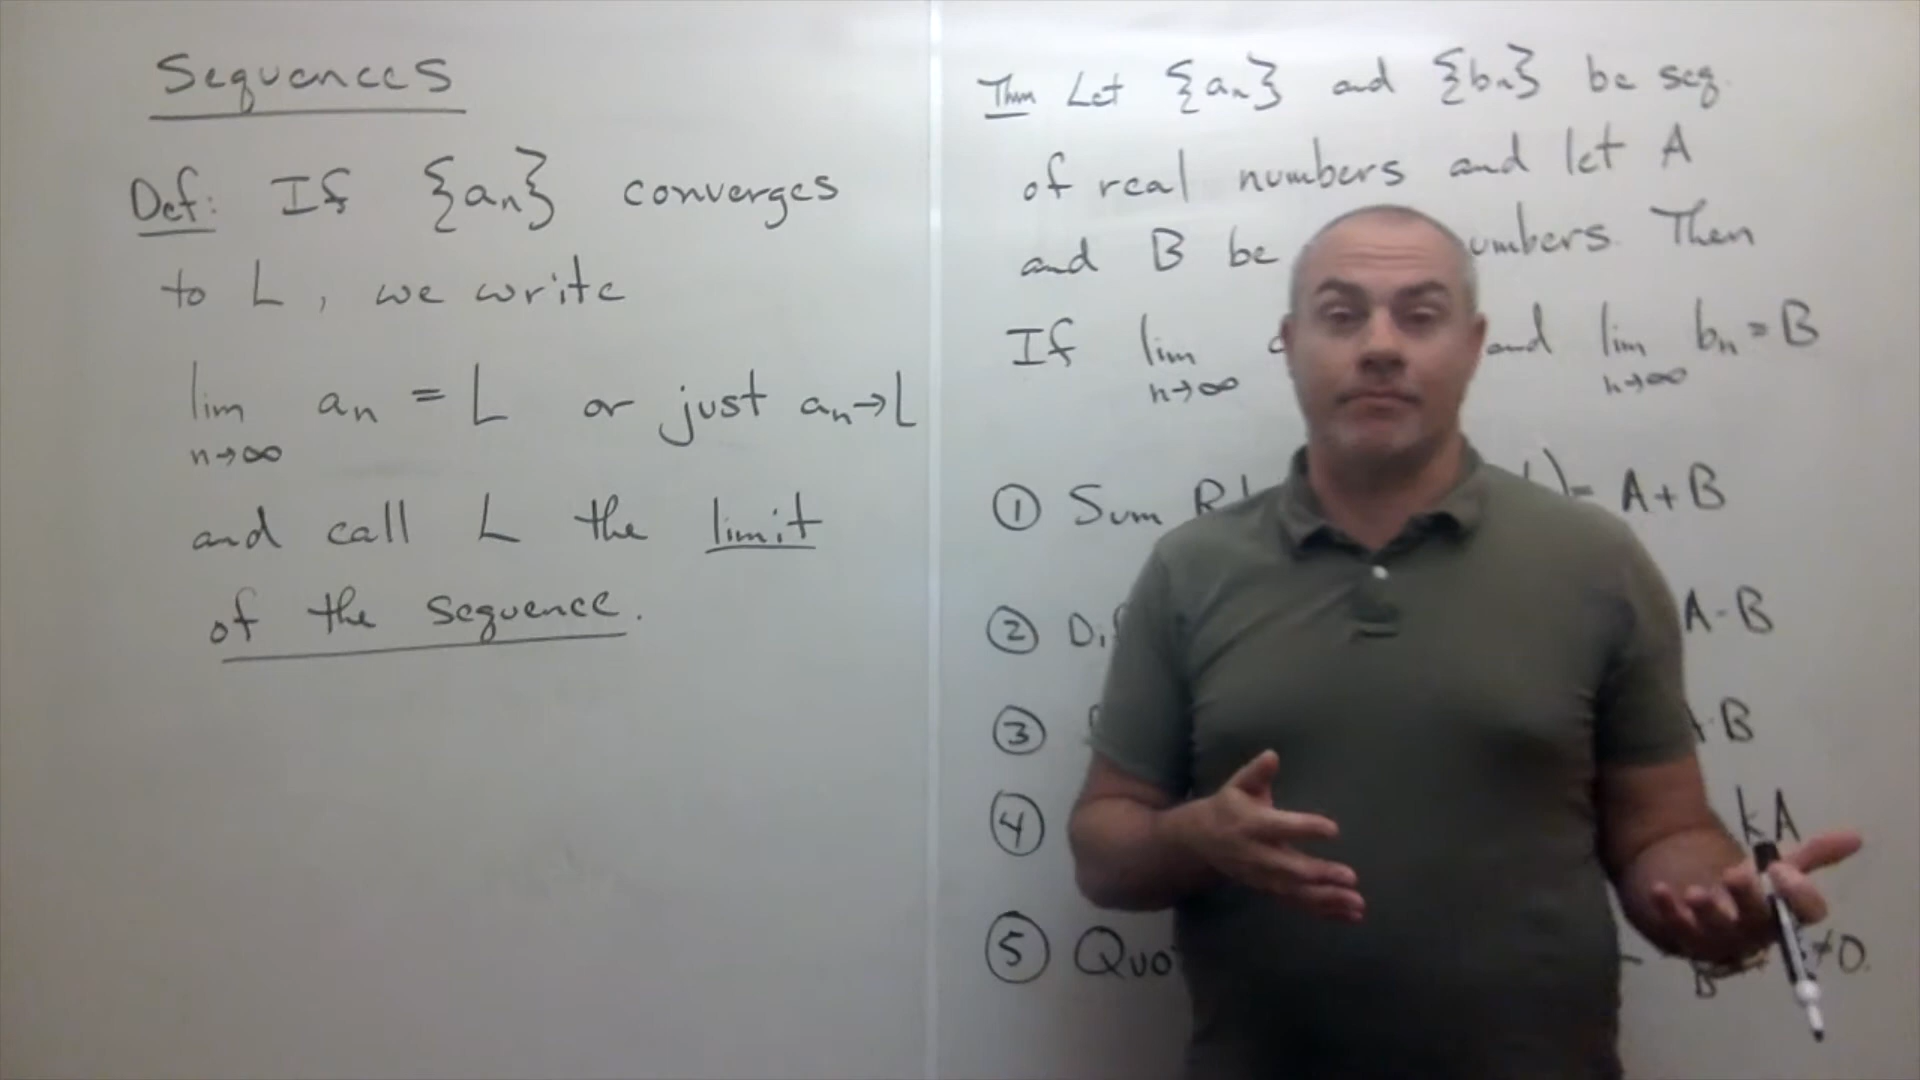 Sequences
Def: If {aₙ} converges
to L, we write
lim aₙ = L or just aₙ→L
n→∞
and call L the limit
of the sequence.
Thm Let {aₙ} and {bₙ} be seq.
of real numbers and let A
and B be umbers. Then
If lim and lim bₙ = B
n→∞ n→∞
① Sum )= A+B
② A-B
③ ·B
④ kA
⑤ Quo B ≠0.